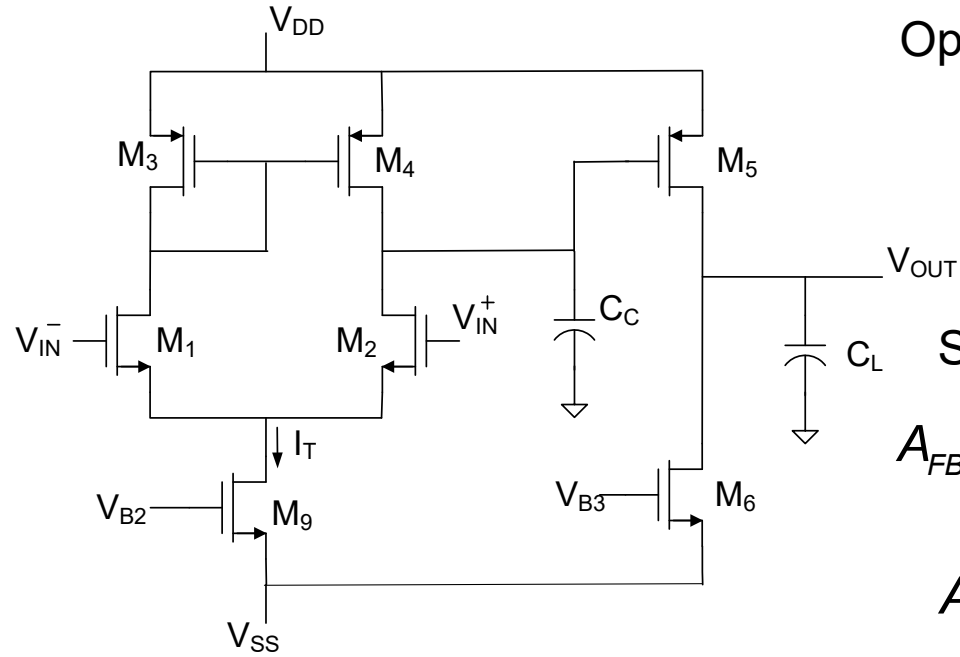 V_DD
Op
M_3
M_4
M_5
V_OUT
V_IN^−
M_1
M_2
V_IN^+
C_C
C_L
S
I_T
A_FB
V_B2
M_9
V_B3
M_6
A
V_SS